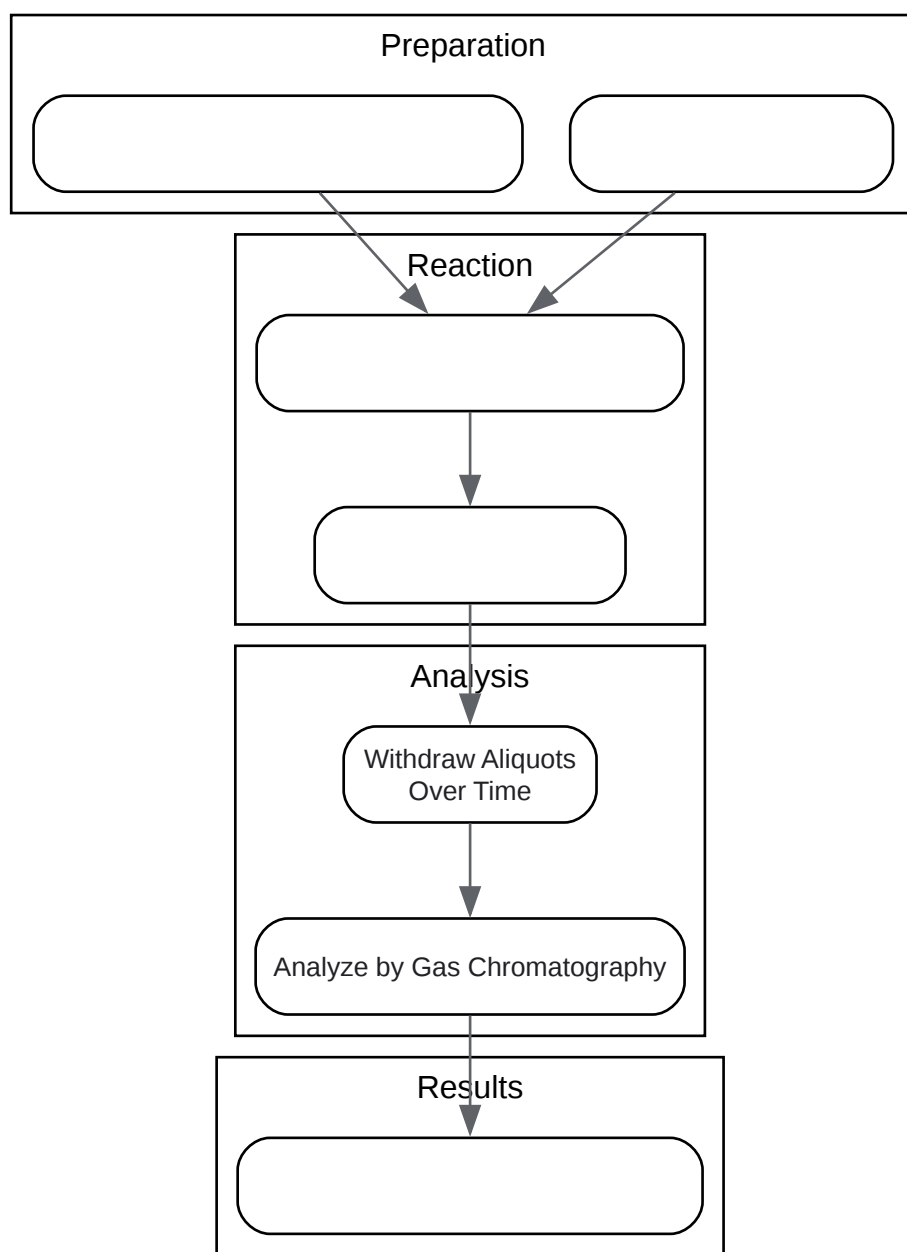 Preparation
Reaction
Analysis
Withdraw Aliquots
Over Time
Analyze by Gas Chromatography
Results